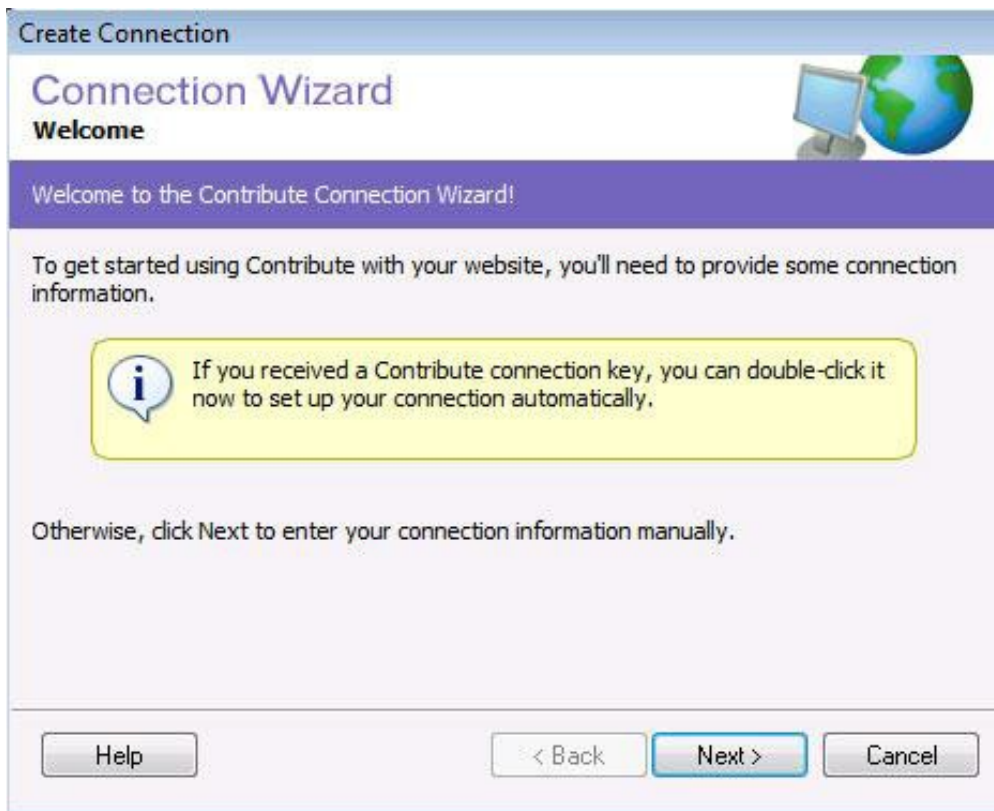 Create Connection
Connection Wizard
Welcome
Welcome to the Contribute Connection Wizard!
To get started using Contribute with your website, you'll need to provide some connection
information.
i
If you received a Contribute connection key, you can double-click it
now to set up your connection automatically.
Otherwise, click Next to enter your connection information manually.
Help
< Back
Next >
Cancel